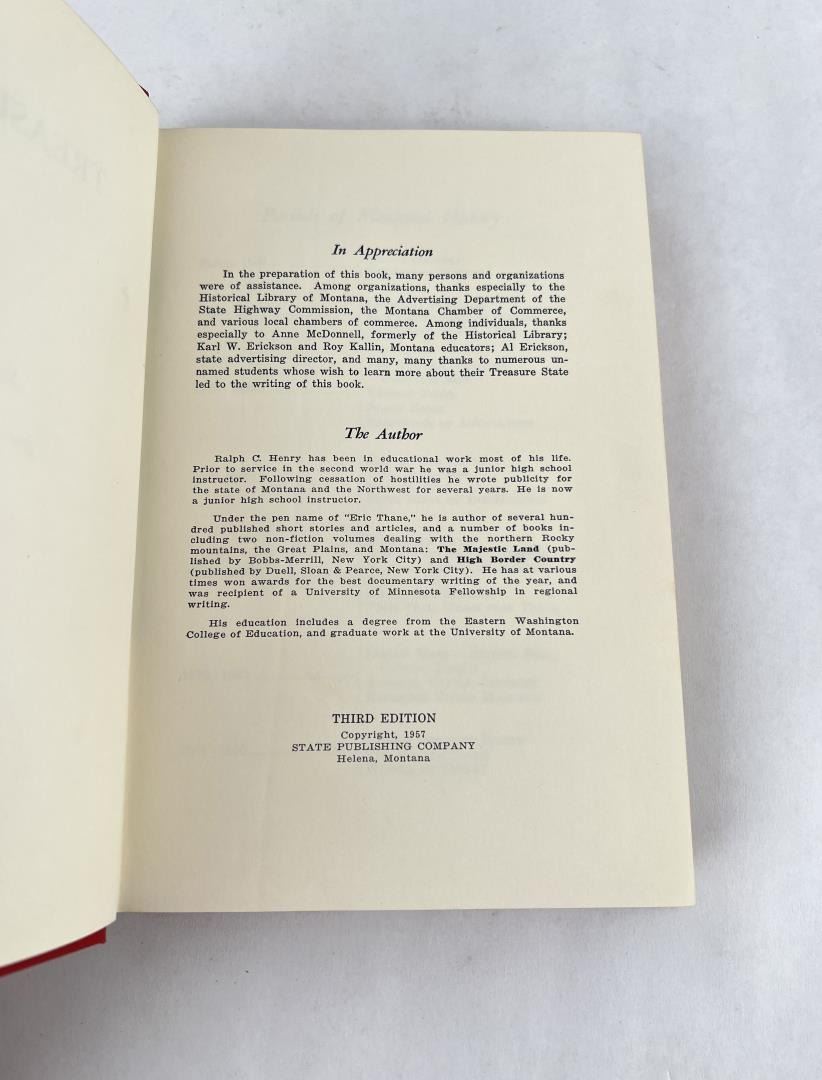 In Appreciation
In the preparation of this book, many persons and organizations
were of assistance. Among organizations, thanks especially to the
Historical Library of Montana, the Advertising Department of the
State Highway Commission, the Montana Chamber of Commerce,
and various local chambers of commerce. Among individuals, thanks
especially to Anne McDonnell, formerly of the Historical Library;
Karl W. Erickson and Roy Kallin, Montana educators; Al Erickson,
state advertising director, and many, many thanks to numerous un-
named students whose wish to learn more about their Treasure State
led to the writing of this book.
The Author
Ralph C. Henry has been in educational work most of his life.
Prior to service in the second world war he was a junior high school
instructor. Following cessation of hostilities he wrote publicity for
the state of Montana and the Northwest for several years. He is now
a junior high school instructor.
Under the pen name of "Eric Thane," he is author of several hun-
dred published short stories and articles, and a number of books in-
cluding two non-fiction volumes dealing with the northern Rocky
mountains, the Great Plains, and Montana: The Majestic Land (pub-
lished by Bobbs-Merrill, New York City) and High Border Country
(published by Duell, Sloan & Pearce, New York City). He has at various
times won awards for the best documentary writing of the year, and
was recipient of a University of Minnesota Fellowship in regional
writing.
His education includes a degree from the Eastern Washington
College of Education, and graduate work at the University of Montana.
THIRD EDITION
Copyright, 1957
STATE PUBLISHING COMPANY
Helena, Montana